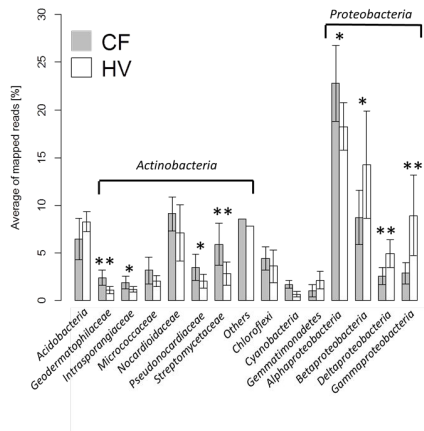 Proteobacteria
CF
HV
Actinobacteria
Average of mapped reads [%]
30
25
20
15
10
5
0
*
*
**
**
**
*
*
**
Acidobacteria
Geodermatophilaceae
Intrasporangiaceae
Micrococcaceae
Nocardioidaceae
Pseudonocardiaceae
Streptomycetaceae
Others
Chloroflexi
Cyanobacteria
Gemmatimonadetes
Alphaproteobacteria
Betaproteobacteria
Deltaproteobacteria
Gammaproteobacteria